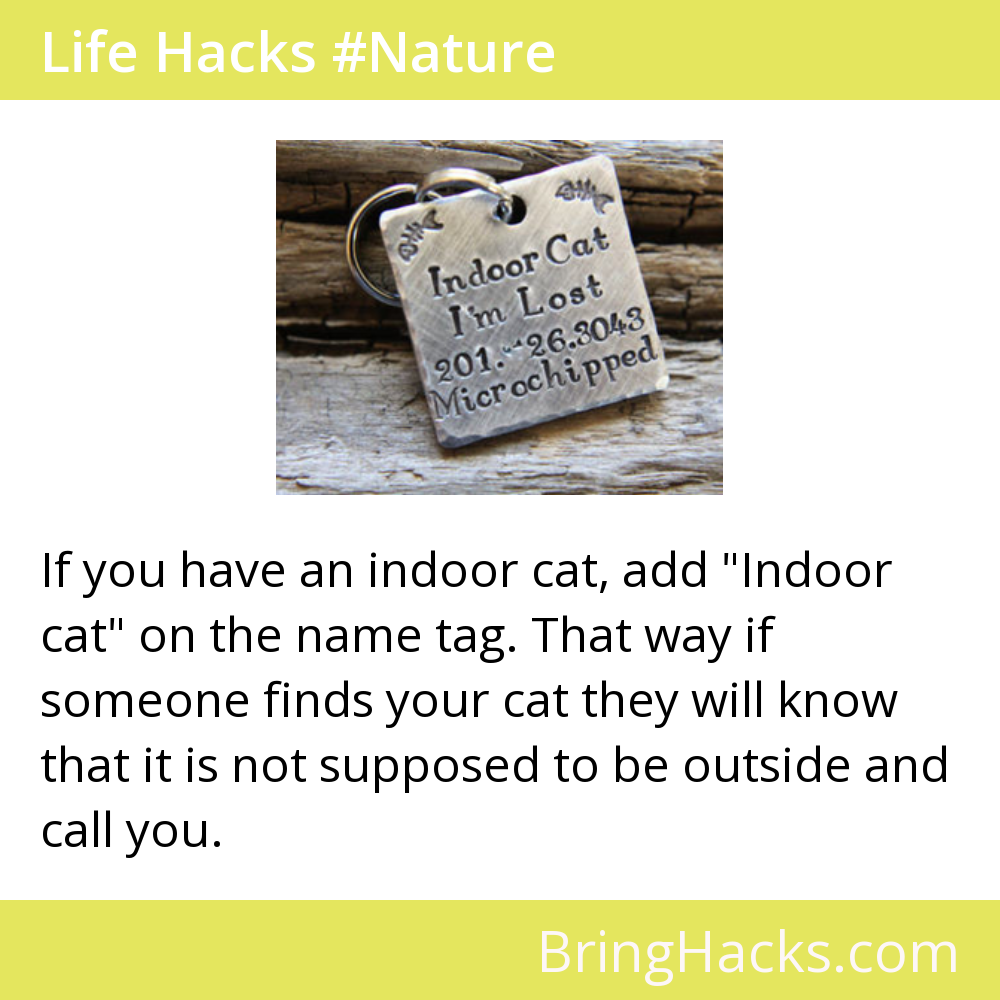 Life Hacks #Nature
Indoor Cat
I'm Lost
201. 26.3043
Microchipped
If you have an indoor cat, add "Indoor
cat" on the name tag. That way if
someone finds your cat they will know
that it is not supposed to be outside and
call you.
BringHacks.com